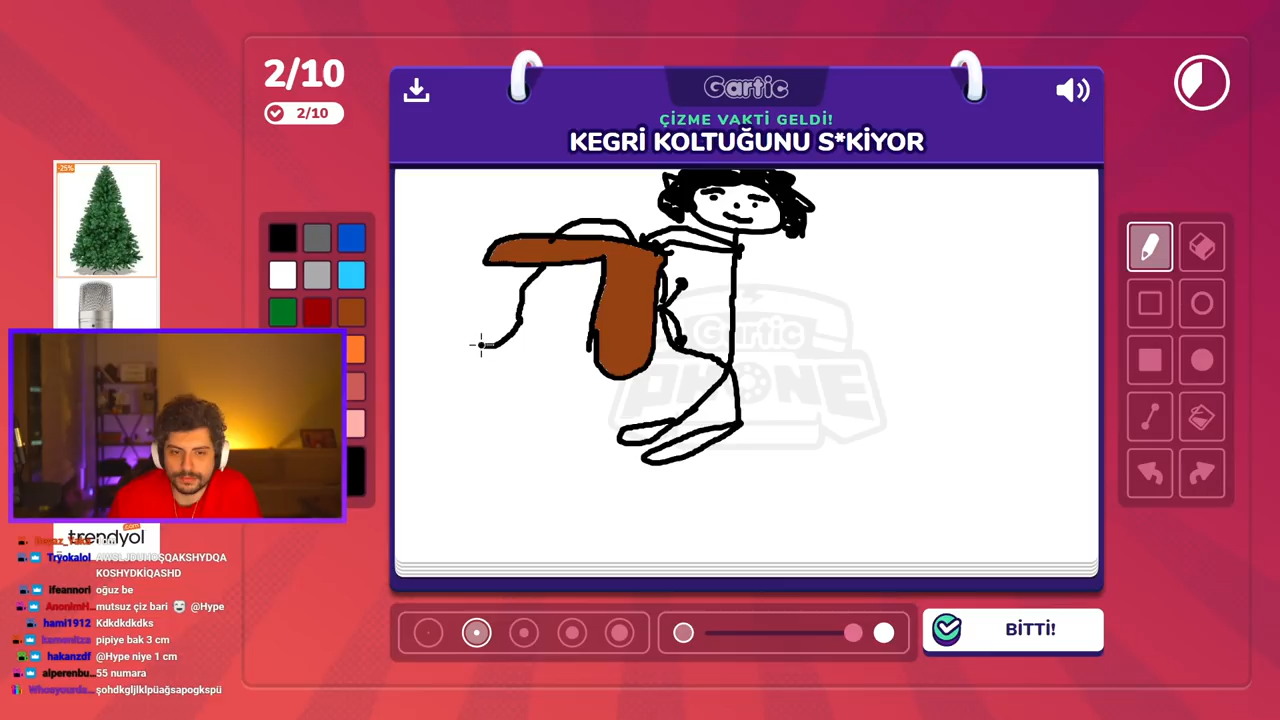 2/10
2/10
Gartic
ÇİZME VAKTİ GELDİ!
KEGRİ KOLTUĞUNU S*KİYOR
-25%
Gartic
PHONE
.com
trendyol
Tryokalol AWGLJDUNOŞQAKSHYDQA
KOSHYDKİQASHD
ifeannori oğuz be
AnonimH... mutsuz çiz bari @Hype
hami1912 Kdkdkdkdks
pipiye bak 3 cm
hakanzdf @Hype niye 1 cm
alperenbu... 55 numara
şohdkgljlklpüağsapogkspü
BİTTİ!